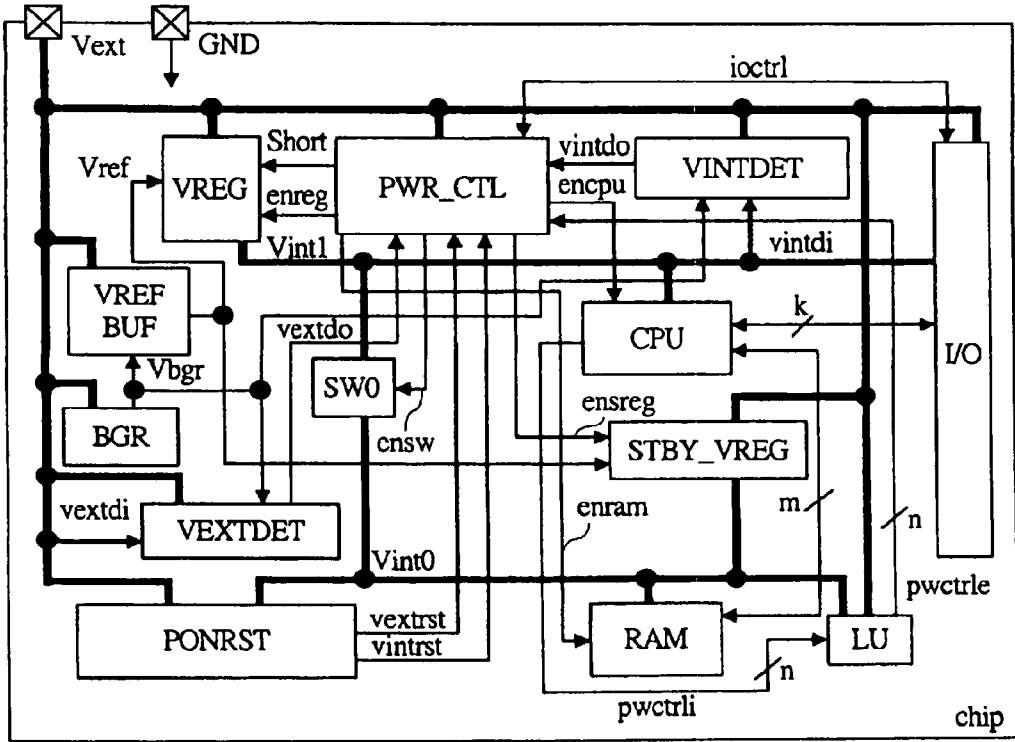 Vext
GND
ioctrl
Vref
VREG
Short
enreg
PWR_CTL
vintdo
encpu
VINTDET
Vint1
vintdi
VREF
BUF
vextdo
CPU
k
I/O
Vbgr
SW0
BGR
cnsw
ensreg
STBY_VREG
vextdi
VEXTDET
enram
m
n
Vint0
pwctrle
PONRST
vextrst
vintrst
RAM
LU
n
pwctrli
chip